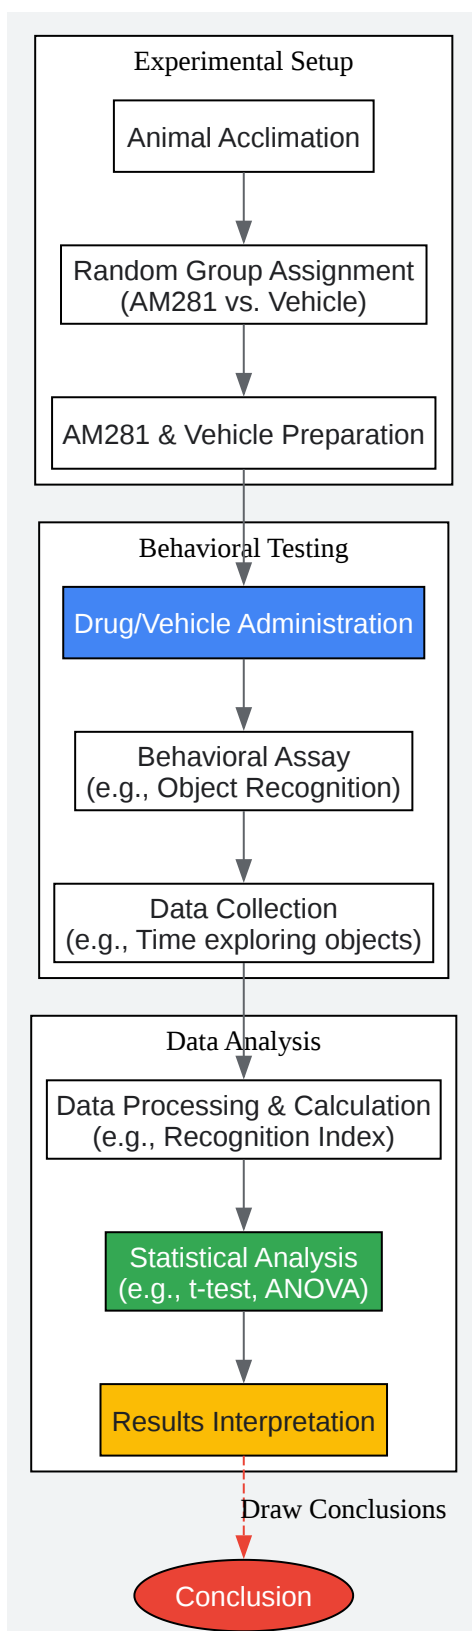 Experimental Setup
Animal Acclimation
Random Group Assignment
(AM281 vs. Vehicle)
AM281 & Vehicle Preparation
Behavioral Testing
Drug/Vehicle Administration
Behavioral Assay
(e.g., Object Recognition)
Data Collection
(e.g., Time exploring objects)
Data Analysis
Data Processing & Calculation
(e.g., Recognition Index)
Statistical Analysis
(e.g., t-test, ANOVA)
Results Interpretation
Draw Conclusions
Conclusion